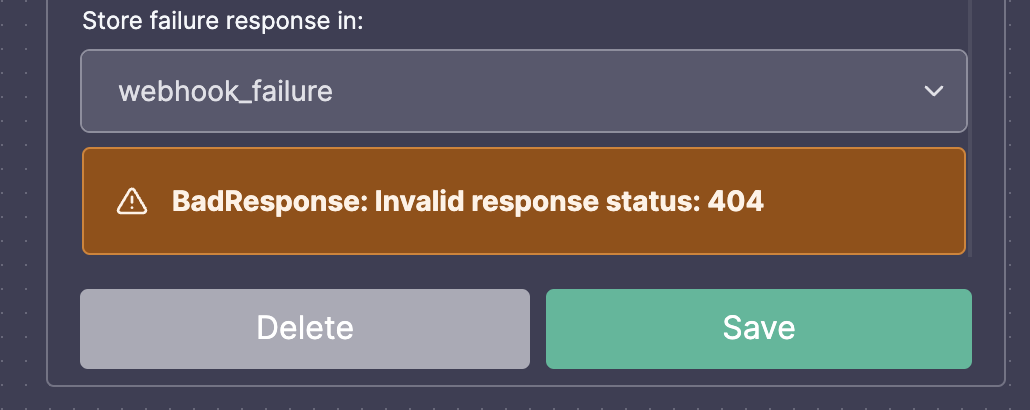 Store failure response in:
webhook_failure
BadResponse: Invalid response status: 404
Delete
Save